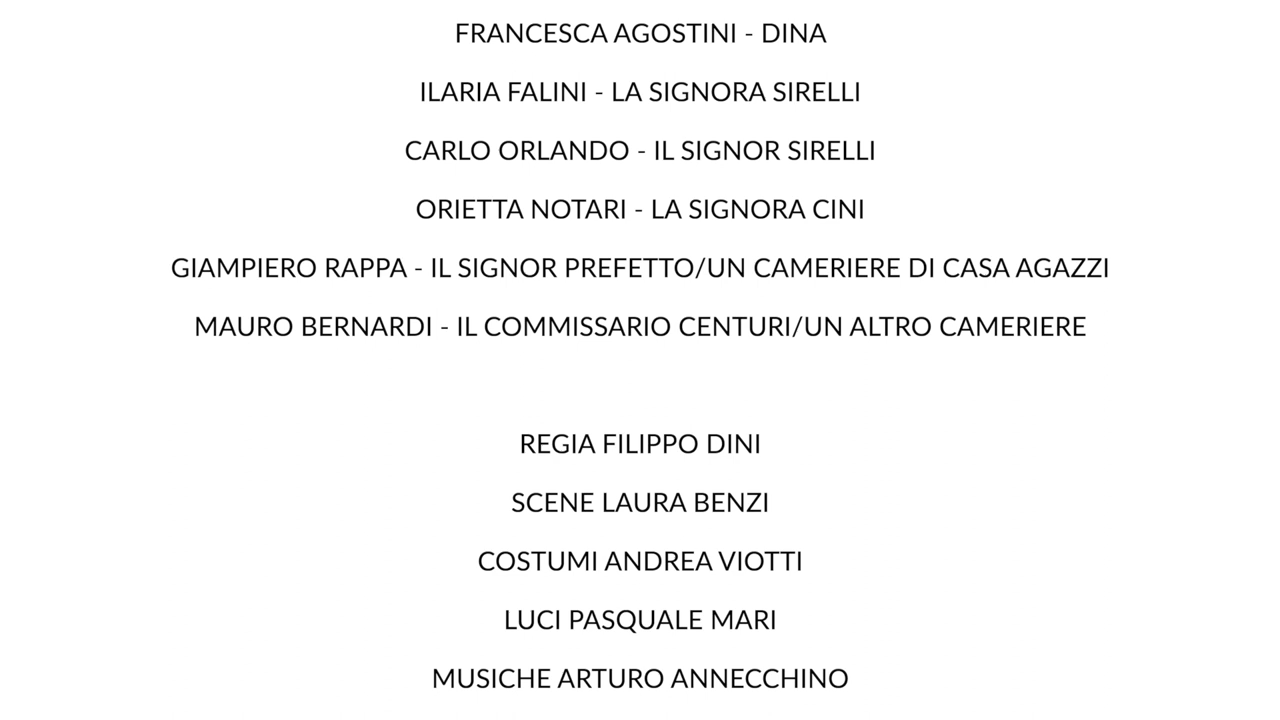 FRANCESCA AGOSTINI - DINA
ILARIA FALINI - LA SIGNORA SIRELLI
CARLO ORLANDO - IL SIGNOR SIRELLI
ORIETTA NOTARI - LA SIGNORA CINI
GIAMPIERO RAPPA - IL SIGNOR PREFETTO/UN CAMERIERE DI CASA AGAZZI
MAURO BERNARDI - IL COMMISSARIO CENTURI/UN ALTRO CAMERIERE
REGIA FILIPPO DINI
SCENE LAURA BENZI
COSTUMI ANDREA VIOTTI
LUCI PASQUALE MARI
MUSICHE ARTURO ANNECCHINO